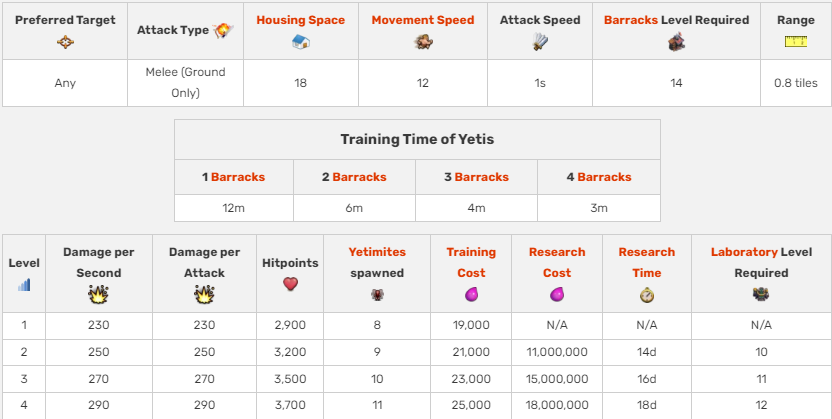 Preferred Target Attack Type Housing Space Movement Speed Attack Speed Barracks Level Required Range
Any Melee (Ground Only) 18 12 1s 14 0.8 tiles
Training Time of Yetis
1 Barracks 2 Barracks 3 Barracks 4 Barracks
12m 6m 4m 3m
Level Damage per Second Damage per Attack Hitpoints Yetimites spawned Training Cost Research Cost Research Time Laboratory Level Required
1 230 230 2,900 8 19,000 N/A N/A N/A
2 250 250 3,200 9 21,000 11,000,000 14d 10
3 270 270 3,500 10 23,000 15,000,000 16d 11
4 290 290 3,700 11 25,000 18,000,000 18d 12